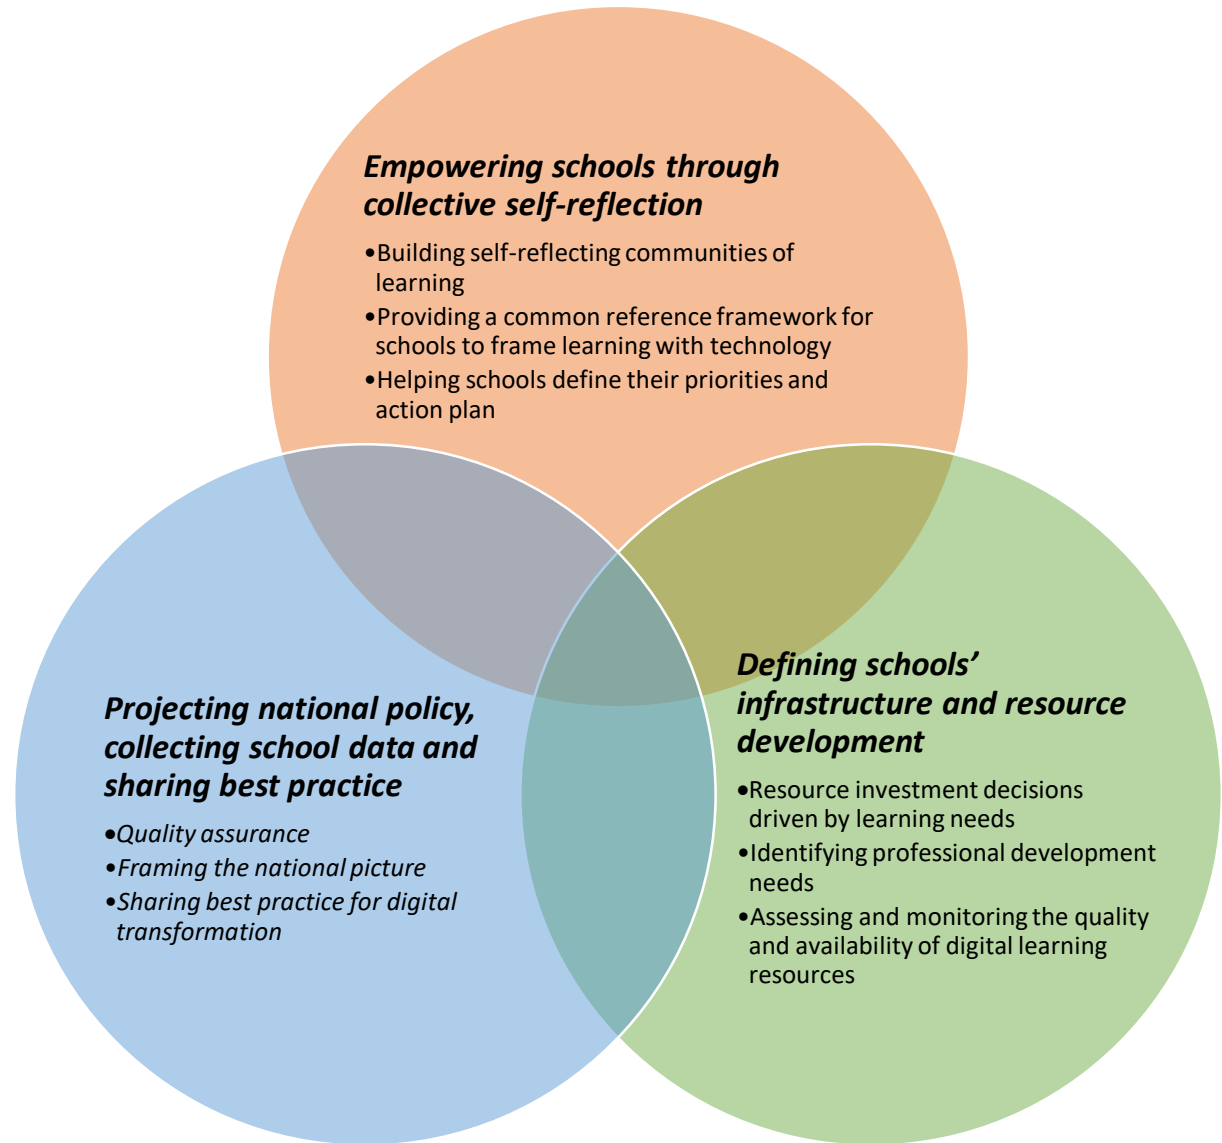 Empowering schools through
collective self-reflection
•Building self-reflecting communities of
learning
•Providing a common reference framework for
schools to frame learning with technology
•Helping schools define their priorities and
action plan
Projecting national policy,
collecting school data and
sharing best practice
•Quality assurance
•Framing the national picture
•Sharing best practice for digital
transformation
Defining schools’
infrastructure and resource
development
•Resource investment decisions
driven by learning needs
•Identifying professional development
needs
•Assessing and monitoring the quality
and availability of digital learning
resources